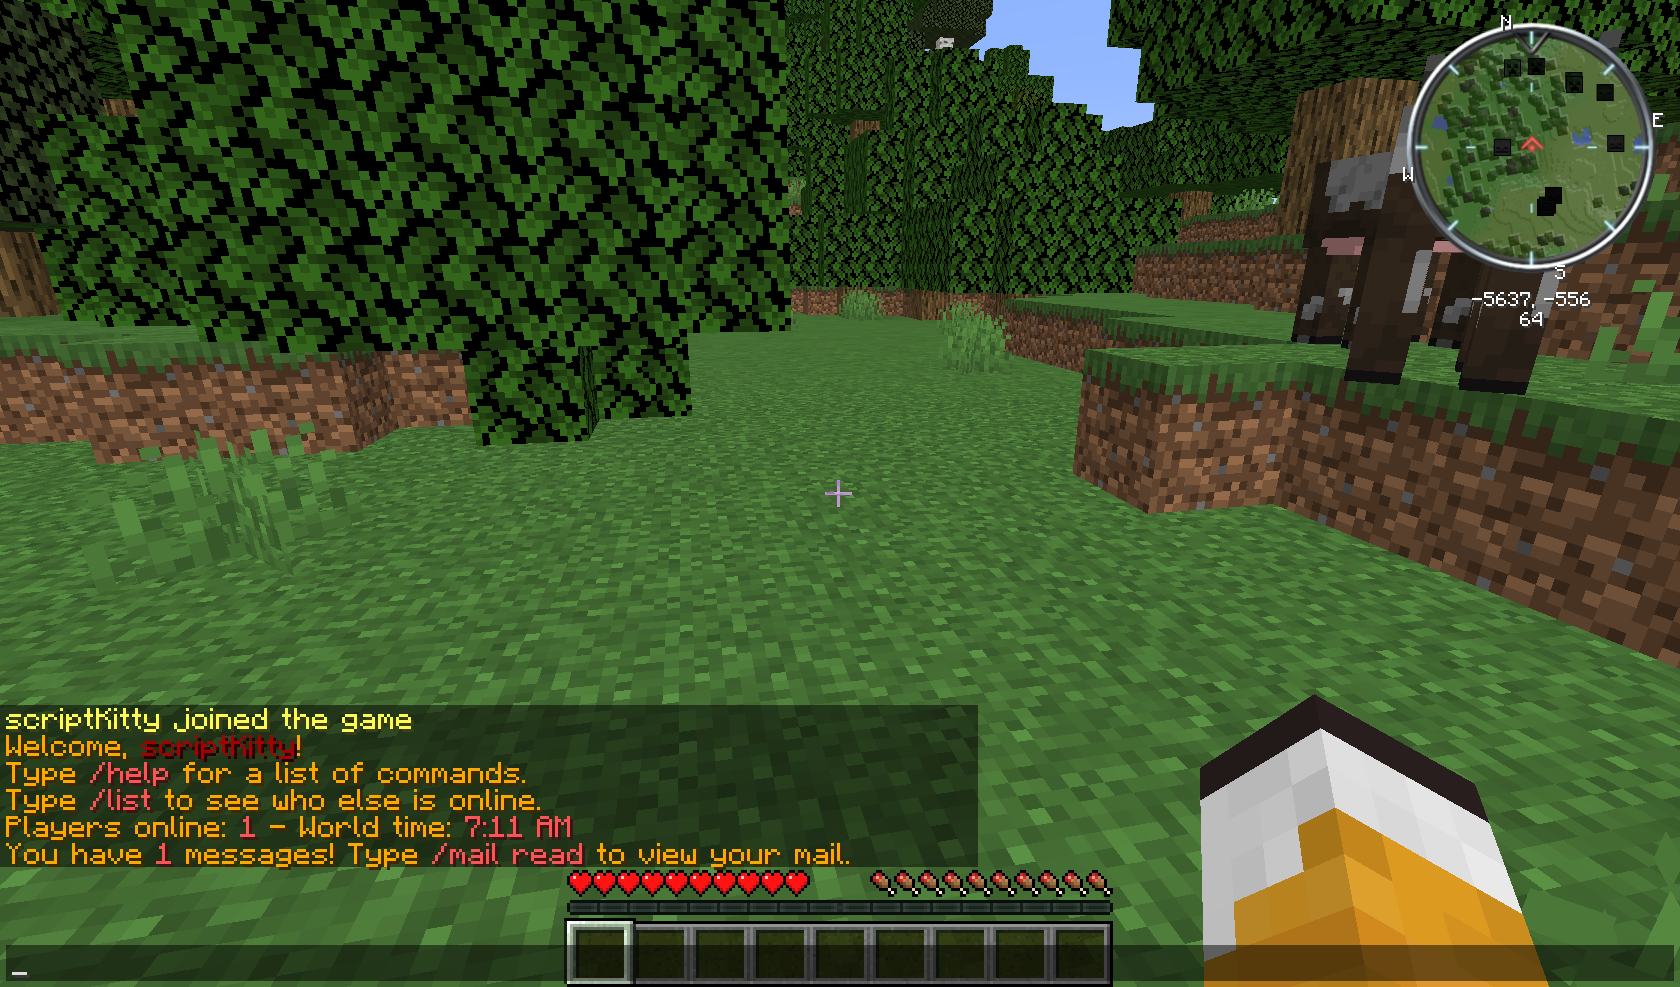 N
E
W
S
-5637, -556
64
scriptKitty joined the game
Welcome, scriptKitty!
Type /help for a list of commands.
Type /list to see who else is online.
Players online: 1 - World time: 7:11 AM
You have 1 messages! Type /mail read to view your mail.
_